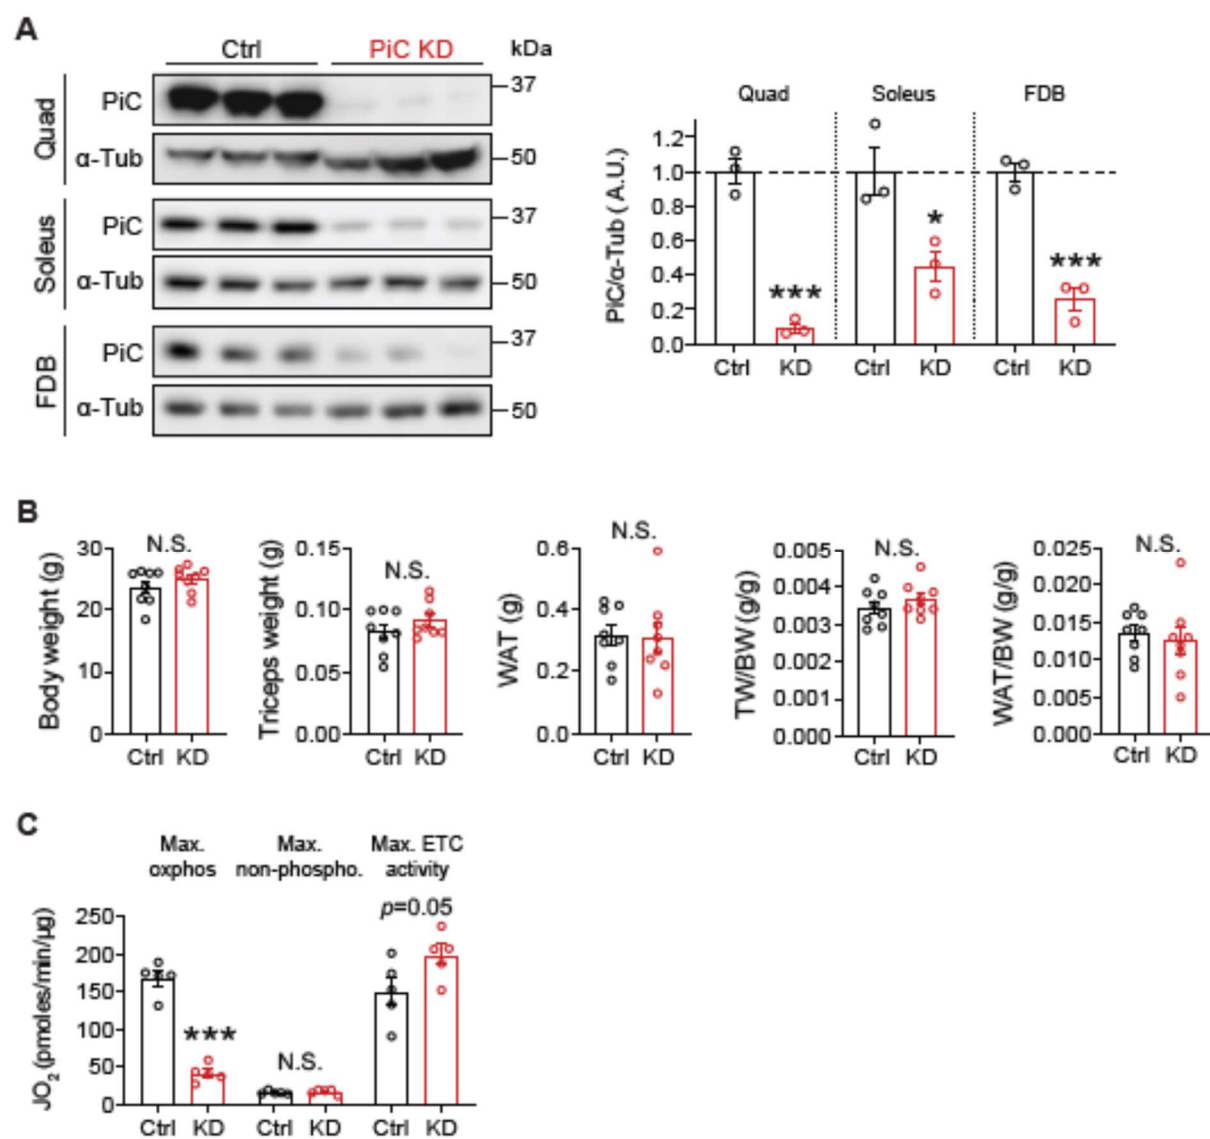 A
Ctrl PiC KD kDa
Quad
PiC 37
α-Tub 50
Soleus
PiC 37
α-Tub 50
FDB
PiC 37
α-Tub 50
Quad Soleus FDB
PiC/α-Tub ( A.U.)
1.2
1.0
0.8
0.6
0.4
0.2
0.0
***
*
***
Ctrl KD Ctrl KD Ctrl KD
B
Body weight (g)
30
20
10
0
N.S.
Ctrl KD
Triceps weight (g)
0.15
0.10
0.05
0.00
N.S.
Ctrl KD
WAT (g)
0.6
0.4
0.2
0.0
N.S.
Ctrl KD
TW/BW (g/g)
0.005
0.004
0.003
0.002
0.001
0.000
N.S.
Ctrl KD
WAT/BW (g/g)
0.025
0.020
0.015
0.010
0.005
0.000
N.S.
Ctrl KD
C
Max. oxphos
Max. non-phospho.
Max. ETC activity
JO2 (pmoles/min/µg)
250
200
150
100
50
0
***
N.S.
p=0.05
Ctrl KD Ctrl KD Ctrl KD